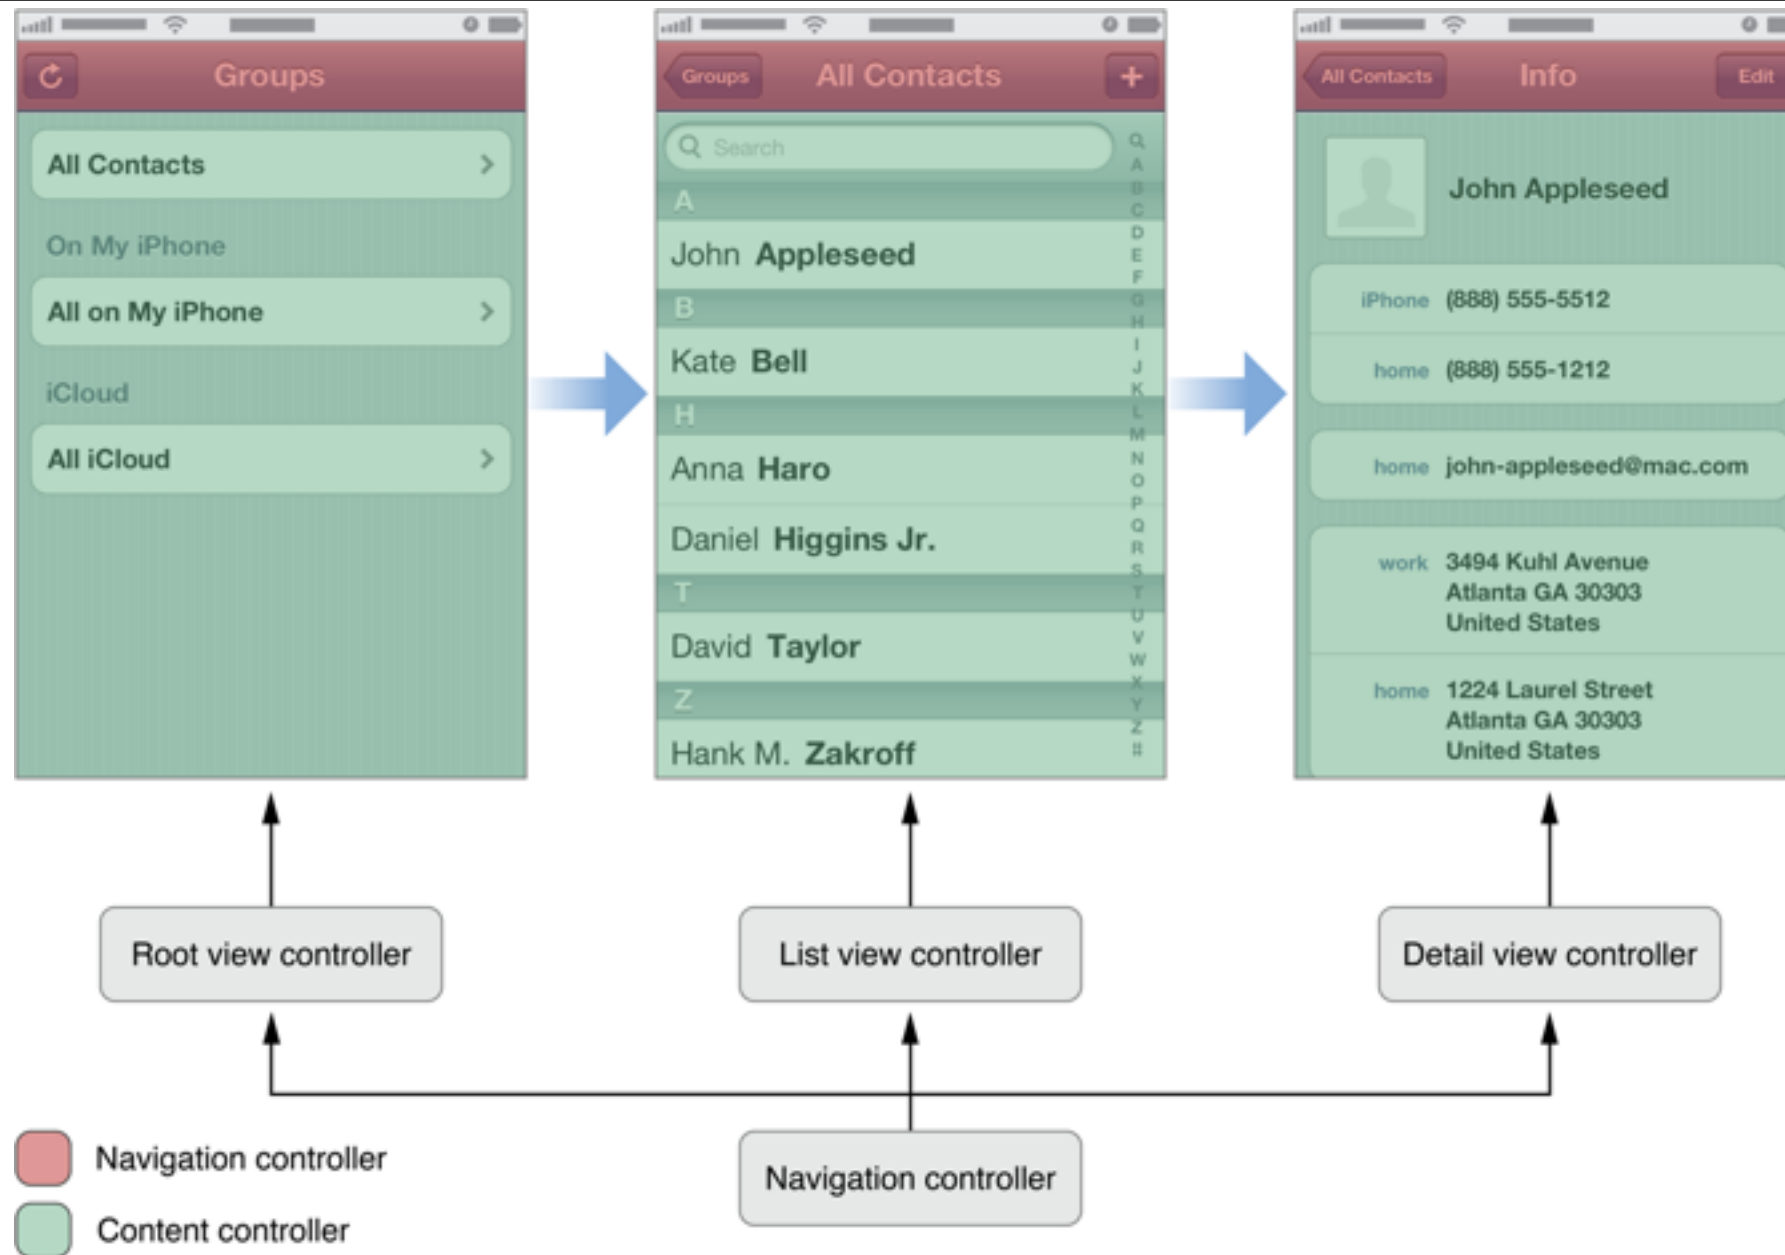 Groups
All Contacts
On My iPhone
All on My iPhone
iCloud
All iCloud
Groups
All Contacts
+
Search
A
John Appleseed
B
Kate Bell
H
Anna Haro
Daniel Higgins Jr.
T
David Taylor
Z
Hank M. Zakroff
A
B
C
D
E
F
G
H
I
J
K
L
M
N
O
P
Q
R
S
T
U
V
W
X
Y
Z
#
All Contacts
Info
Edit
John Appleseed
iPhone (888) 555-5512
home (888) 555-1212
home john-appleseed@mac.com
work 3494 Kuhl Avenue
Atlanta GA 30303
United States
home 1224 Laurel Street
Atlanta GA 30303
United States
Root view controller
List view controller
Detail view controller
Navigation controller
Navigation controller
Content controller